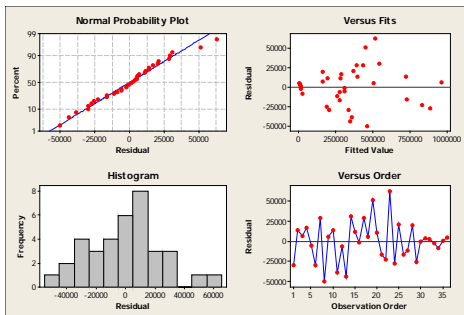 Normal Probability Plot
99
90
50
10
1
Percent
-50000 -25000 0 25000 50000
Residual
Versus Fits
50000
25000
0
-25000
-50000
Residual
0 250000 500000 750000 1000000
Fitted Value
Histogram
8
6
4
2
0
Frequency
-40000 -20000 0 20000 40000 60000
Residual
Versus Order
50000
25000
0
-25000
-50000
Residual
1 5 10 15 20 25 30 35
Observation Order